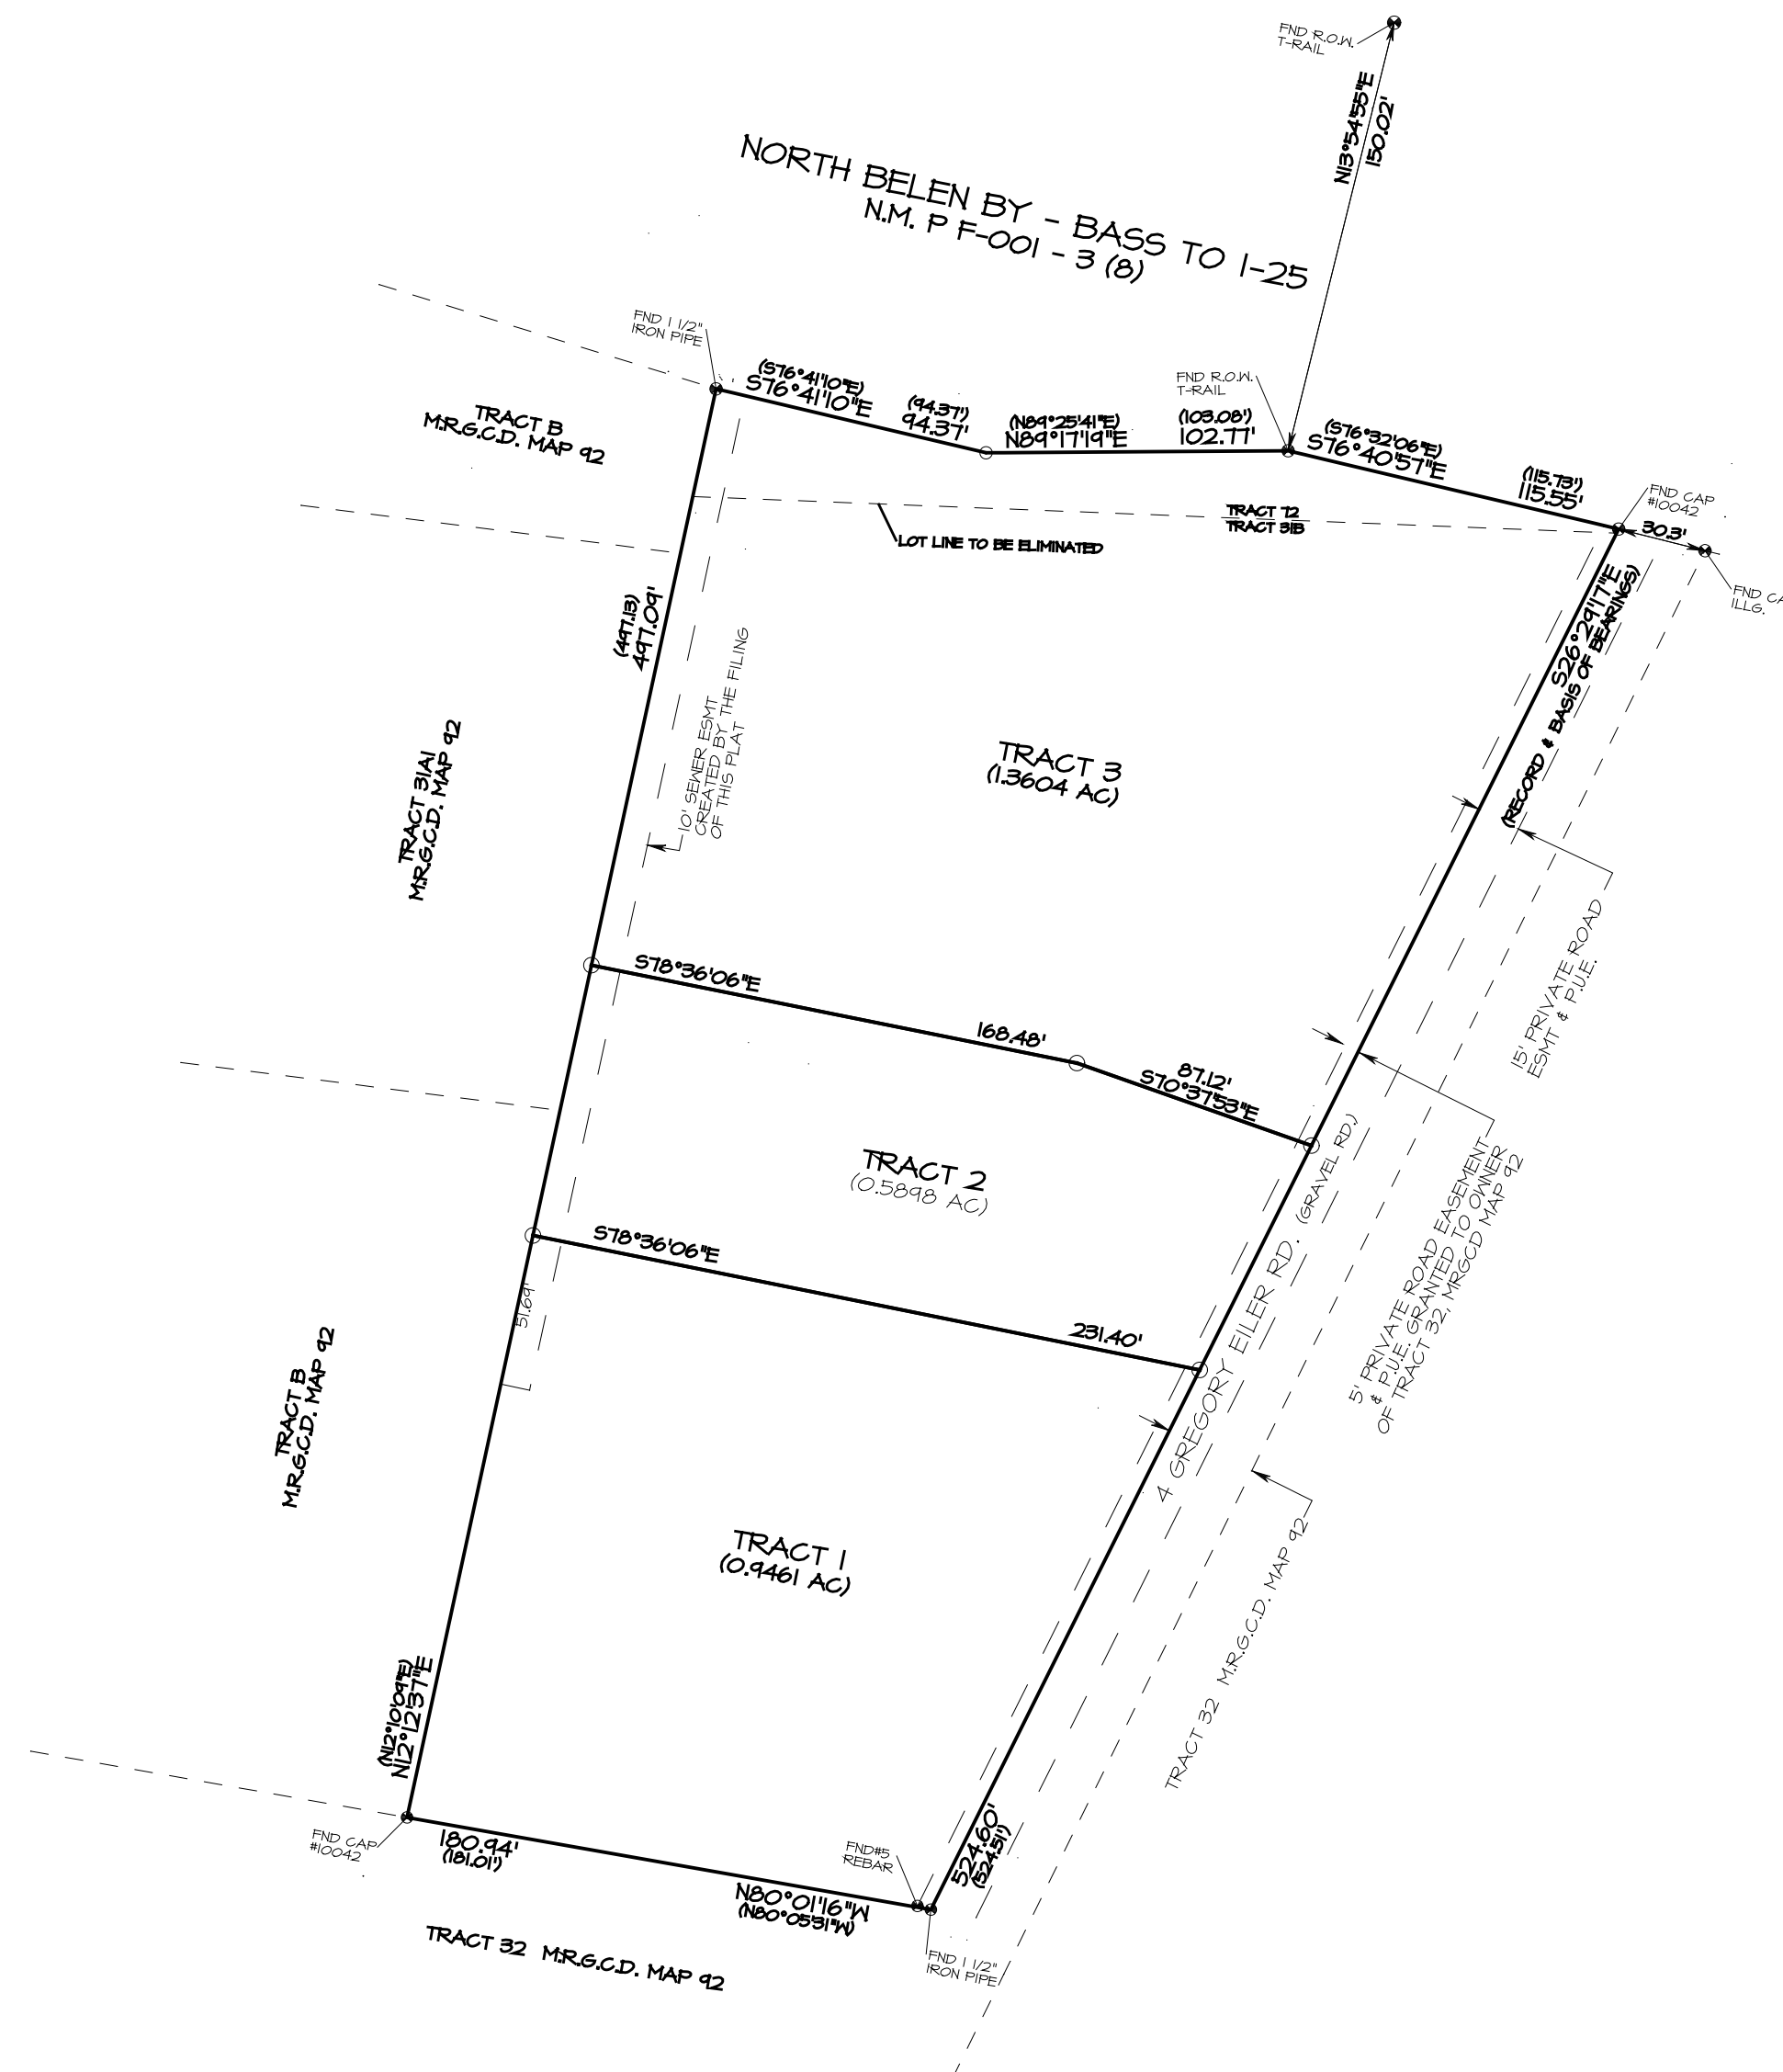 FND R.O.W.
T-RAIL
N13°54'55"E
150.02'
NORTH BELEN BY - BASS TO I-25
N.M. P F-001 - 3 (8)
FND 1 1/2"
IRON PIPE
(S76°41'10"E)
S76°41'10"E
(94.37')
94.37'
(N89°25'41"E)
N89°17'19"E
(103.08')
102.77'
FND R.O.W.
T-RAIL
(S76°32'06"E)
S76°40'57"E
(115.73')
115.55'
FND CAP
#10042
30.3'
FND CA
ILLG.
TRACT B
M.R.G.C.D. MAP 92
TRACT 72
TRACT 31B
LOT LINE TO BE ELIMINATED
(497.13)
497.09'
S26°29'17"E
(RECORD & BASIS OF BEARINGS)
10' SEWER ESMT
CREATED BY THE FILING
OF THIS PLAT
TRACT 3
(1.3604 AC)
TRACT 31A1
M.R.G.C.D. MAP 92
15' PRIVATE ROAD
ESMT & P.U.E.
S78°36'06"E
168.48'
87.12'
S70°37'53"E
TRACT 2
(0.5898 AC)
5' PRIVATE ROAD EASEMENT
& P.U.E. GRANTED TO OWNER
OF TRACT 32, MRGCD MAP 92
4 GREGORY EILER RD. (GRAVEL RD.)
S78°36'06"E
231.40'
51.69'
TRACT B
M.R.G.C.D. MAP 92
TRACT 1
(0.9461 AC)
TRACT 32 M.R.G.C.D. MAP 92
(N12°10'09"E)
N12°12'37"E
FND CAP
#10042
180.94'
(181.01')
FND#5
REBAR
524.60'
(524.51')
N80°01'16"W
(N80°05'31"W)
FND 1 1/2"
IRON PIPE
TRACT 32 M.R.G.C.D. MAP 92